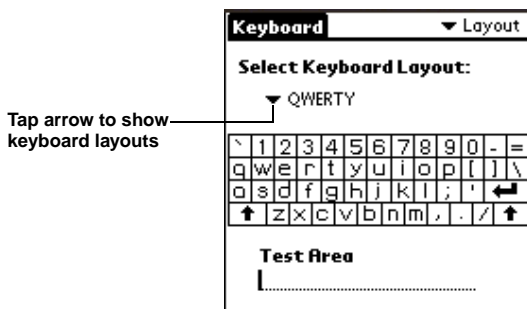 Keyboard ▼ Layout
Select Keyboard Layout:
▼ QWERTY
Tap arrow to show
keyboard layouts
` 1 2 3 4 5 6 7 8 9 0 - =
q w e r t y u i o p [ ] \
a s d f g h j k l ; '
z x c v b n m , . /
Test Area